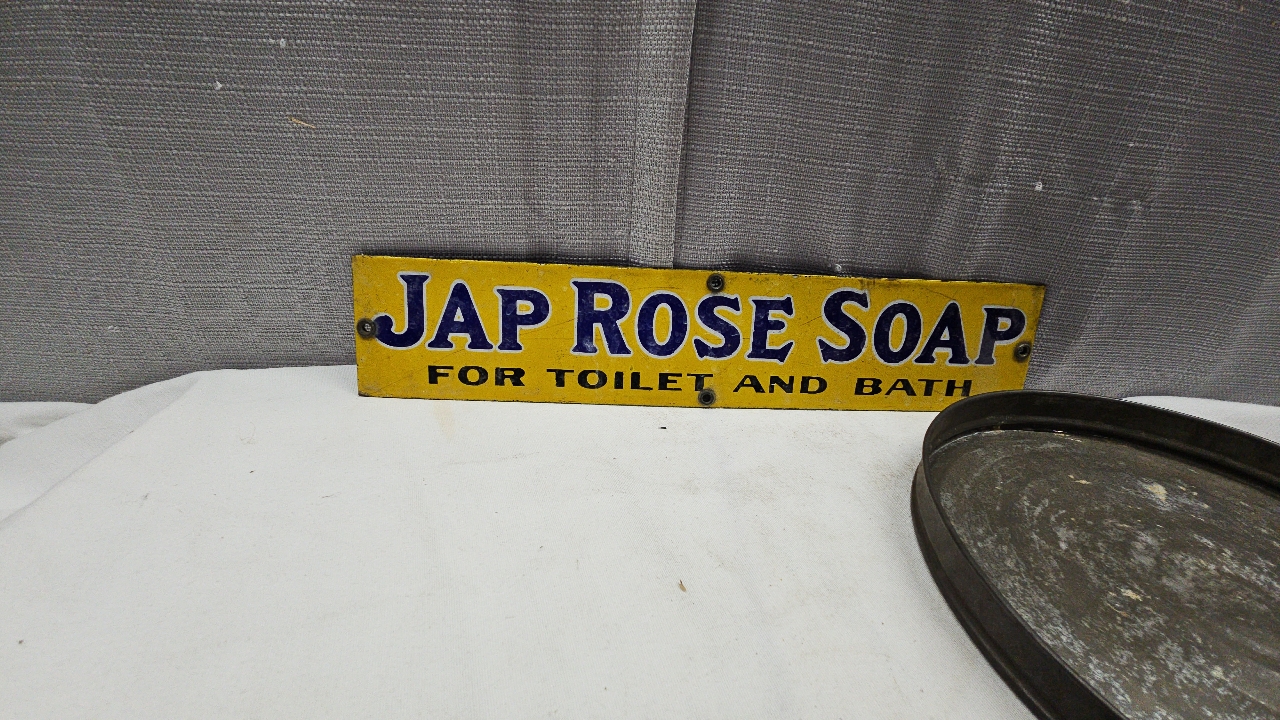 JAP ROSE SOAP
FOR TOILET AND BATH